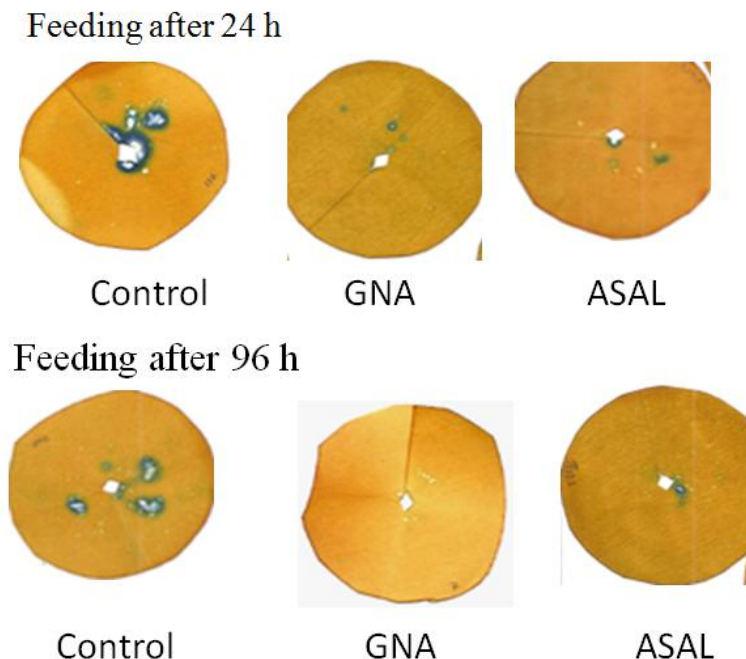 Feeding after 24 h
Control GNA ASAL
Feeding after 96 h
Control GNA ASAL